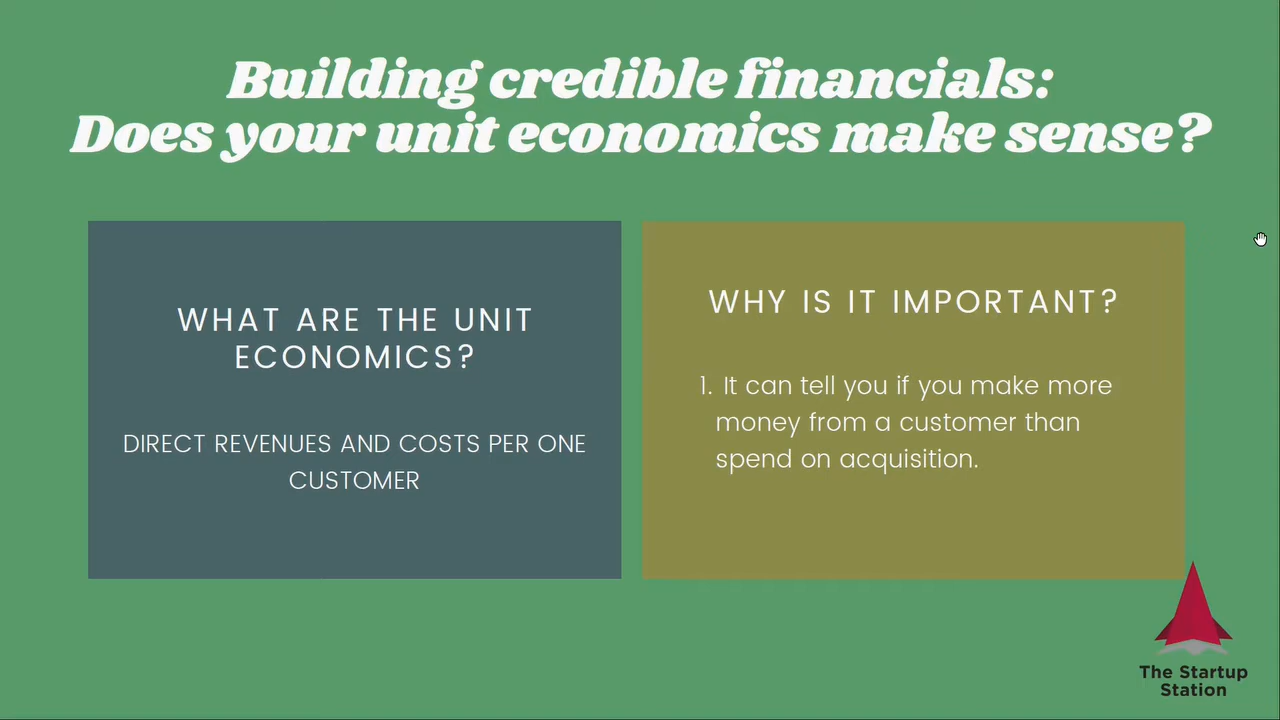 Building credible financials:
Does your unit economics make sense?
WHAT ARE THE UNIT
ECONOMICS?
DIRECT REVENUES AND COSTS PER ONE
CUSTOMER
WHY IS IT IMPORTANT?
1. It can tell you if you make more
money from a customer than
spend on acquisition.
The Startup
Station